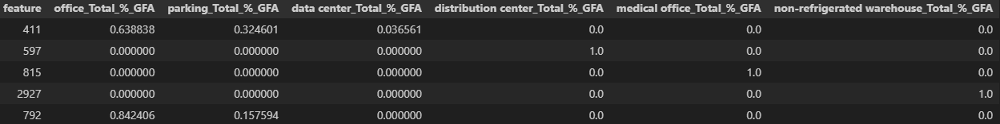 feature office_Total_%_GFA parking_Total_%_GFA data center_Total_%_GFA distribution center_Total_%_GFA medical office_Total_%_GFA non-refrigerated warehouse_Total_%_GFA
411 0.638838 0.324601 0.036561 0.0 0.0 0.0
597 0.000000 0.000000 0.000000 1.0 0.0 0.0
815 0.000000 0.000000 0.000000 0.0 1.0 0.0
2927 0.000000 0.000000 0.000000 0.0 0.0 1.0
792 0.842406 0.157594 0.000000 0.0 0.0 0.0